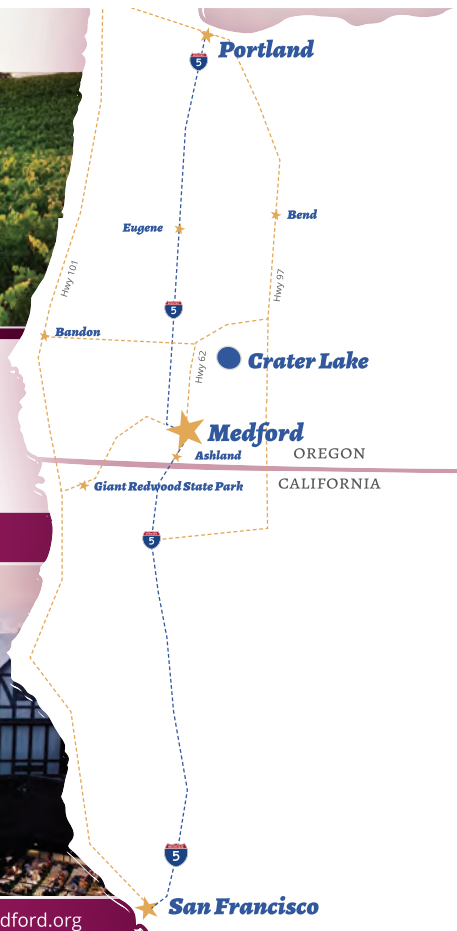 Portland
5
Eugene
Bend
Hwy 101
Hwy 97
5
Bandon
Hwy 62
Crater Lake
Medford
Ashland
OREGON
CALIFORNIA
Giant Redwood State Park
5
5
San Francisco
dford.org